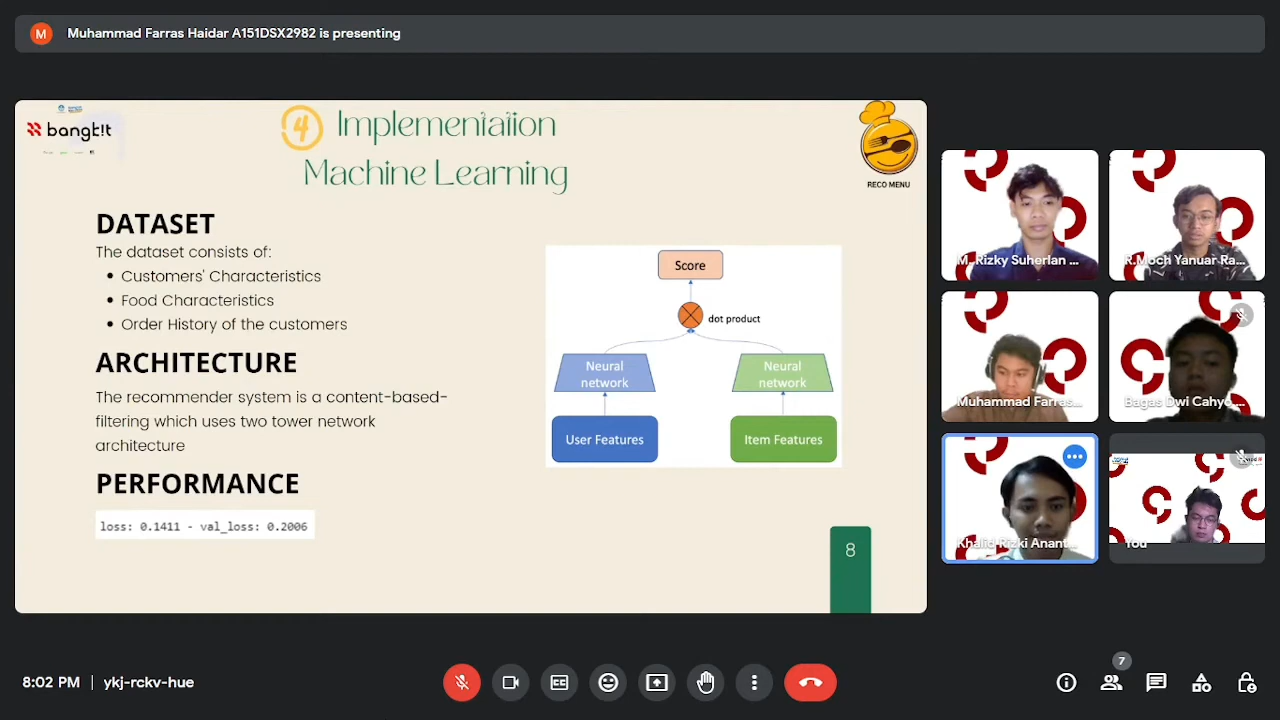 M
Muhammad Farras Haidar A151DSX2982 is presenting
bangk!t
4 Implementation
Machine Learning
RECO MENU
DATASET
The dataset consists of:
• Customers' Characteristics
• Food Characteristics
• Order History of the customers
ARCHITECTURE
The recommender system is a content-based-
filtering which uses two tower network
architecture
PERFORMANCE
loss: 0.1411 - val_loss: 0.2006
Score
dot product
Neural
network
Neural
network
User Features
Item Features
8
M. Rizky Suherlan ...
R.Moch Yanuar Ra...
Muhammad Farras...
Bagas Dwi Cahyo....
Khalid Rizki Anant...
You
8:02 PM | ykj-rckv-hue
7